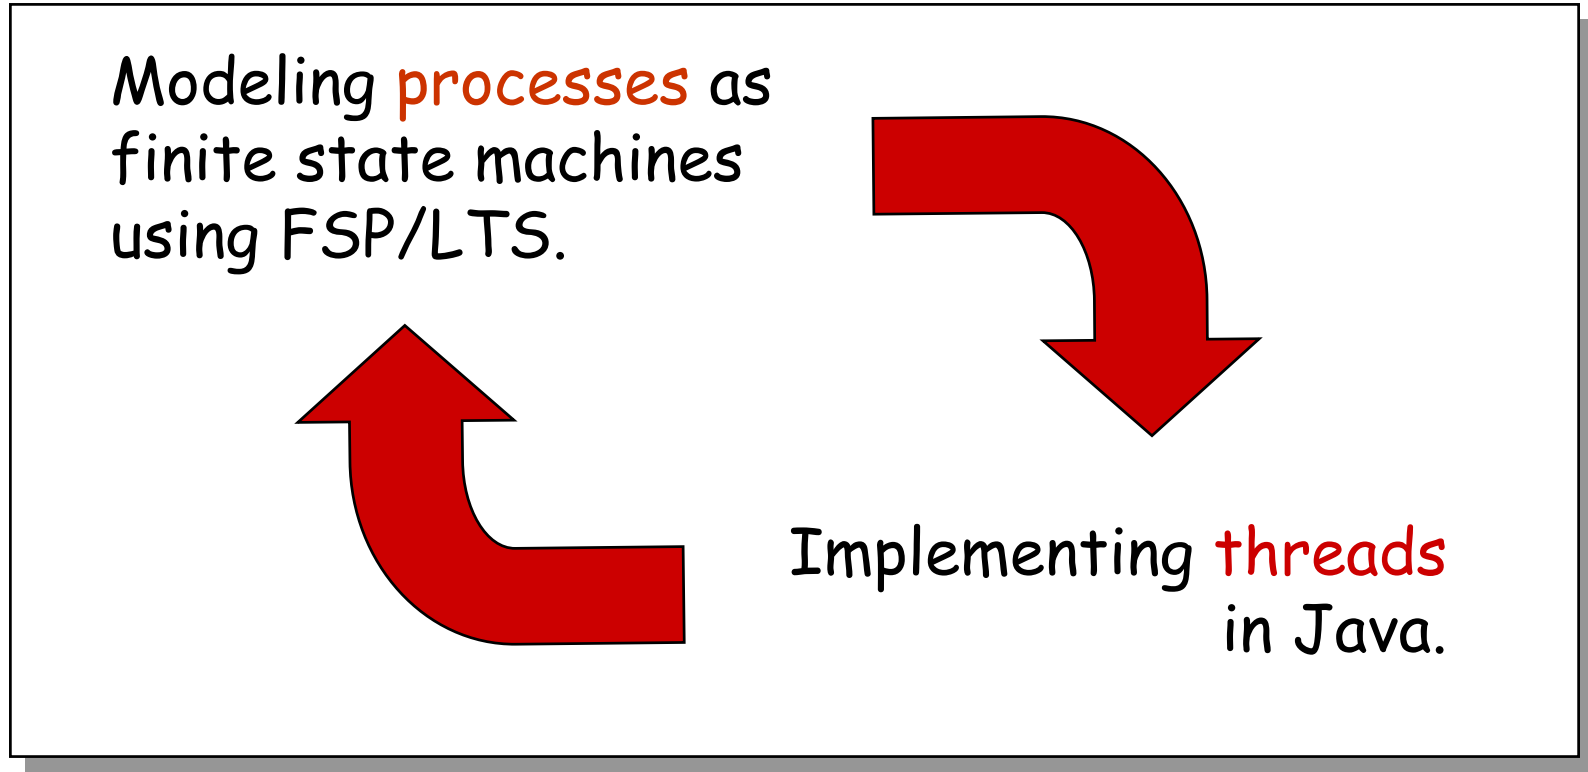 Modeling processes as
finite state machines
using FSP/LTS.
Implementing threads
in Java.